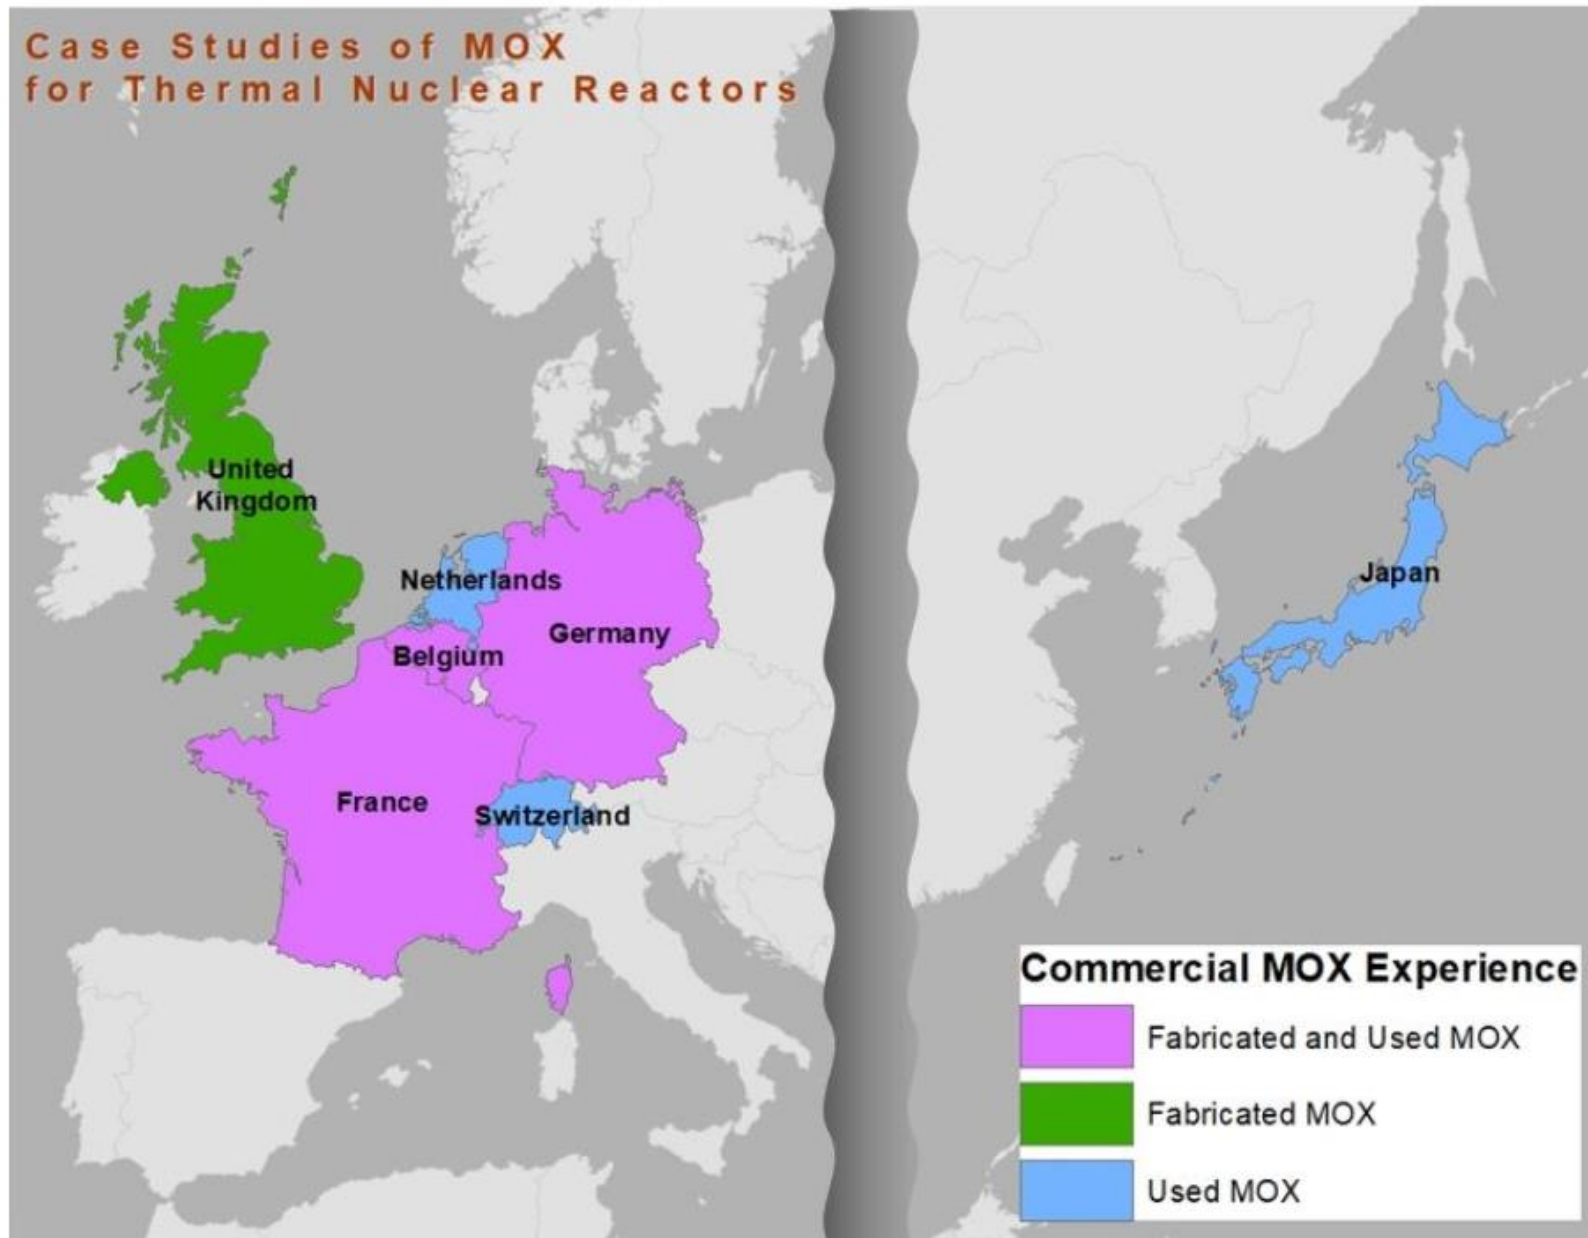 Case Studies of MOX
for Thermal Nuclear Reactors
United
Kingdom
Netherlands
Germany
Belgium
France
Switzerland
Japan
Commercial MOX Experience
Fabricated and Used MOX
Fabricated MOX
Used MOX